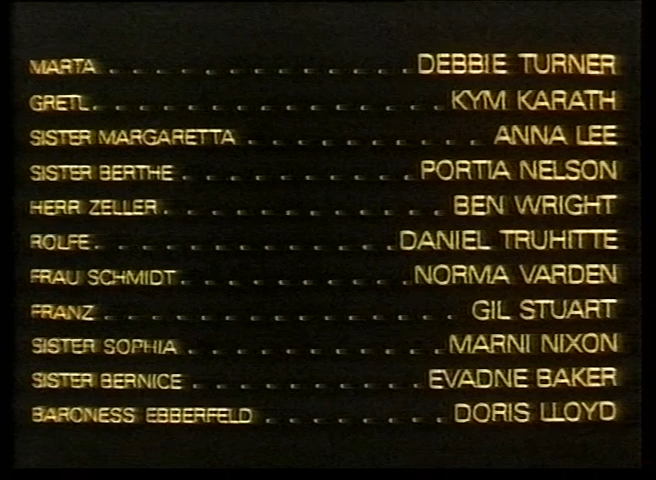 MARTA DEBBIE TURNER
GRETL KYM KARATH
SISTER MARGARETTA ANNA LEE
SISTER BERTHE PORTIA NELSON
HERR ZELLER BEN WRIGHT
ROLFE DANIEL TRUHITTE
FRAU SCHMIDT NORMA VARDEN
FRANZ GIL STUART
SISTER SOPHIA MARNI NIXON
SISTER BERNICE EVADNE BAKER
BARONESS EBBERFELD DORIS LLOYD